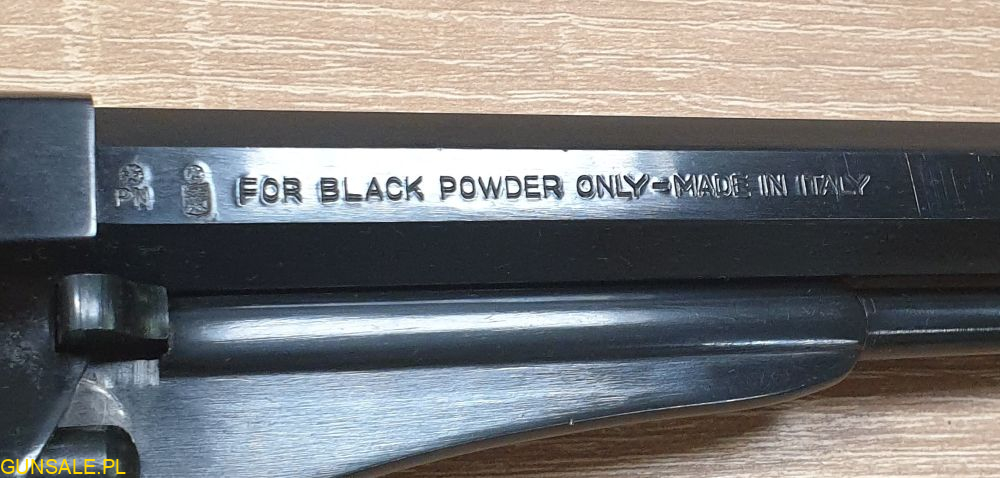 PN FOR BLACK POWDER ONLY-MADE IN ITALY
GUNSALE.PL